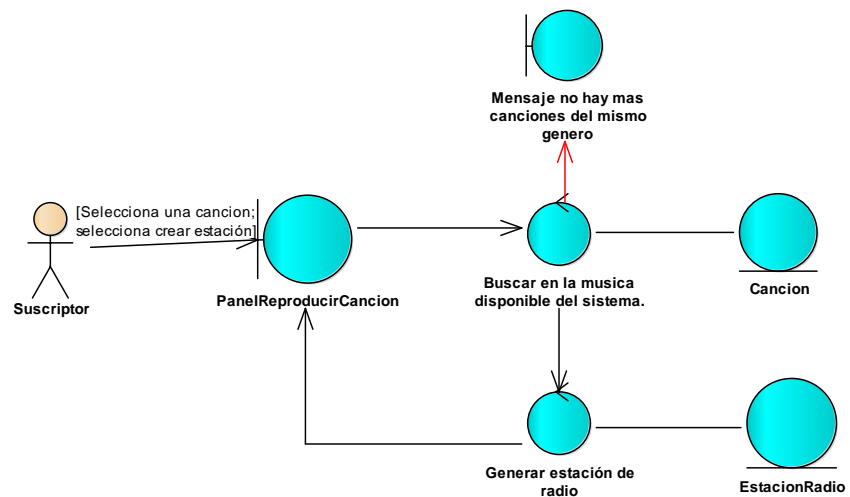 Mensaje no hay mas
canciones del mismo
genero
[Selecciona una cancion;
selecciona crear estación]
Suscriptor
PanelReproducirCancion
Buscar en la musica
disponible del sistema.
Cancion
Generar estación de
radio
EstacionRadio